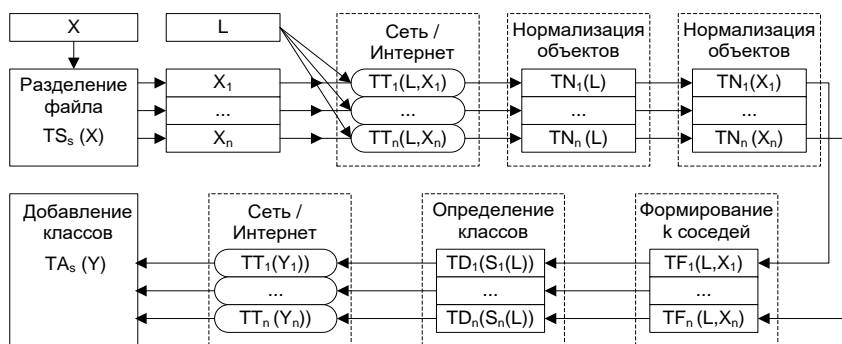 X
L
Сеть /
Интернет
Нормализация
объектов
Нормализация
объектов
Разделение
файла
TSs (X)
X1
...
Xn
TT1(L,X1)
...
TTn(L,Xn)
TN1(L)
...
TNn(L)
TN1(X1)
...
TNn(Xn)
Добавление
классов
TAs (Y)
Сеть /
Интернет
TT1(Y1))
...
TTn(Yn))
Определение
классов
TD1(S1(L))
...
TDn(Sn(L))
Формирование
k соседей
TF1(L,X1)
...
TFn(L,Xn)